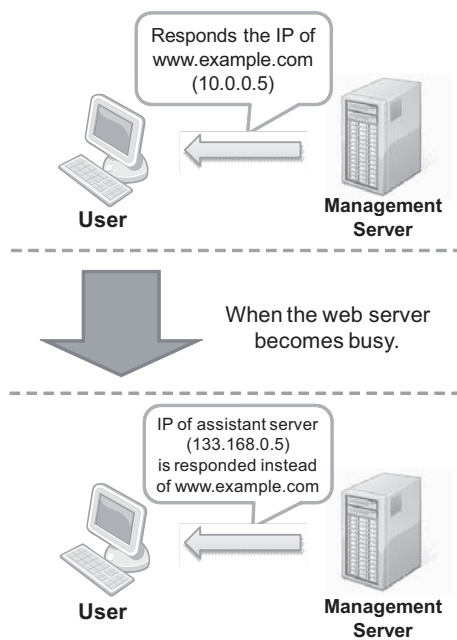 Responds the IP of
www.example.com
(10.0.0.5)
User
Management
Server
When the web server
becomes busy.
IP of assistant server
(133.168.0.5)
is responded instead
of www.example.com
User
Management
Server